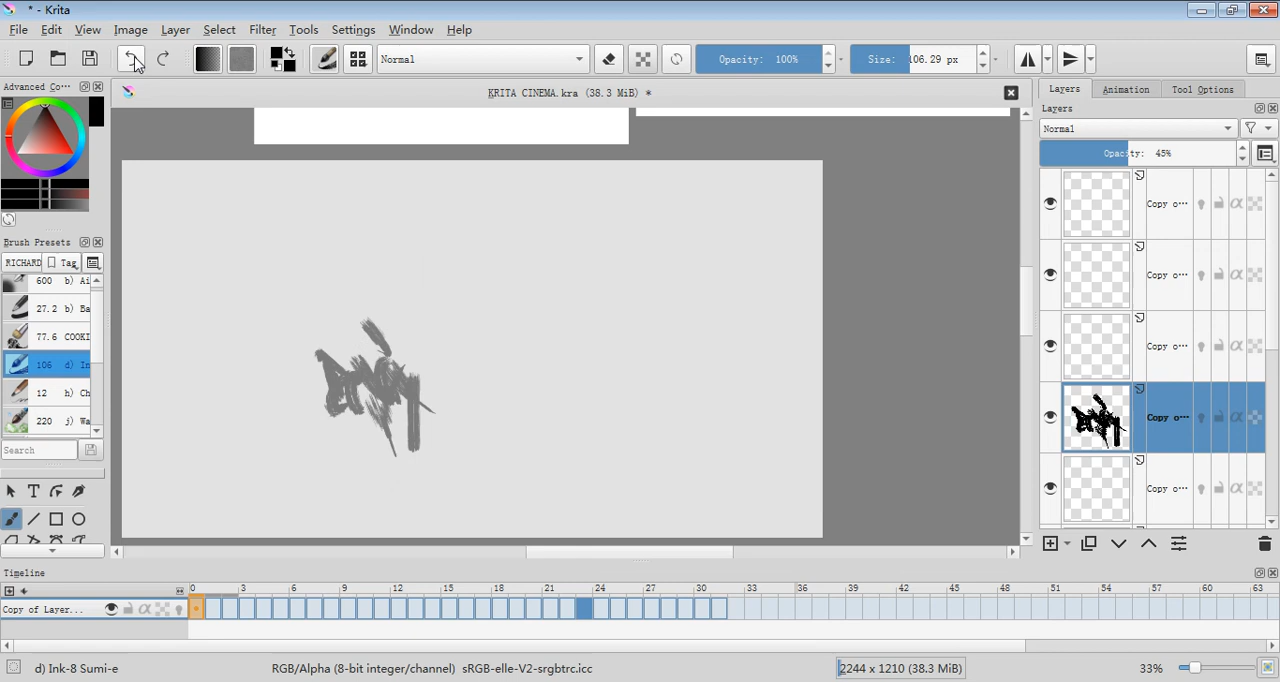 * - Krita
File Edit View Image Layer Select Filter Tools Settings Window Help
Normal Opacity: 100% Size: 106.29 px
Advanced Co··· KRITA CINEMA.kra (38.3 MiB) * Layers Animation Tool Options
Layers
Normal
Opacity: 45%
Copy o···
Brush Presets
RICHARD Tag
600 b) Ai
Copy o···
27.2 b) Ba
77.6 COOKI
Copy o···
106 d) In
12 h) Ch
220 j) Wa
Copy o···
Search
Copy o···
Timeline
0 3 6 9 12 15 18 21 24 27 30 33 36 39 42 45 48 51 54 57 60 63
Copy of Layer...
d) Ink-8 Sumi-e RGB/Alpha (8-bit integer/channel) sRGB-elle-V2-srgbtrc.icc 2244 x 1210 (38.3 MiB) 33%